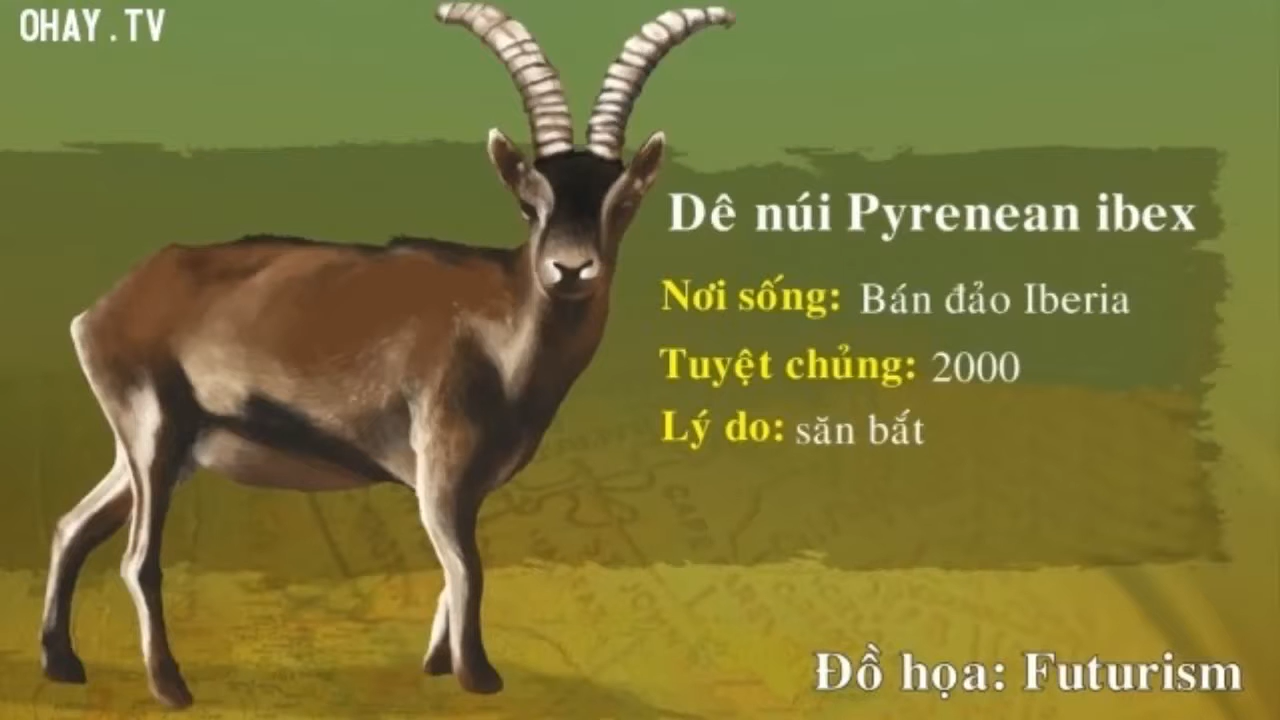 OHAY.TV
Dê núi Pyrenean ibex
Nơi sống: Bán đảo Iberia
Tuyệt chủng: 2000
Lý do: săn bắt
Đồ họa: Futurism